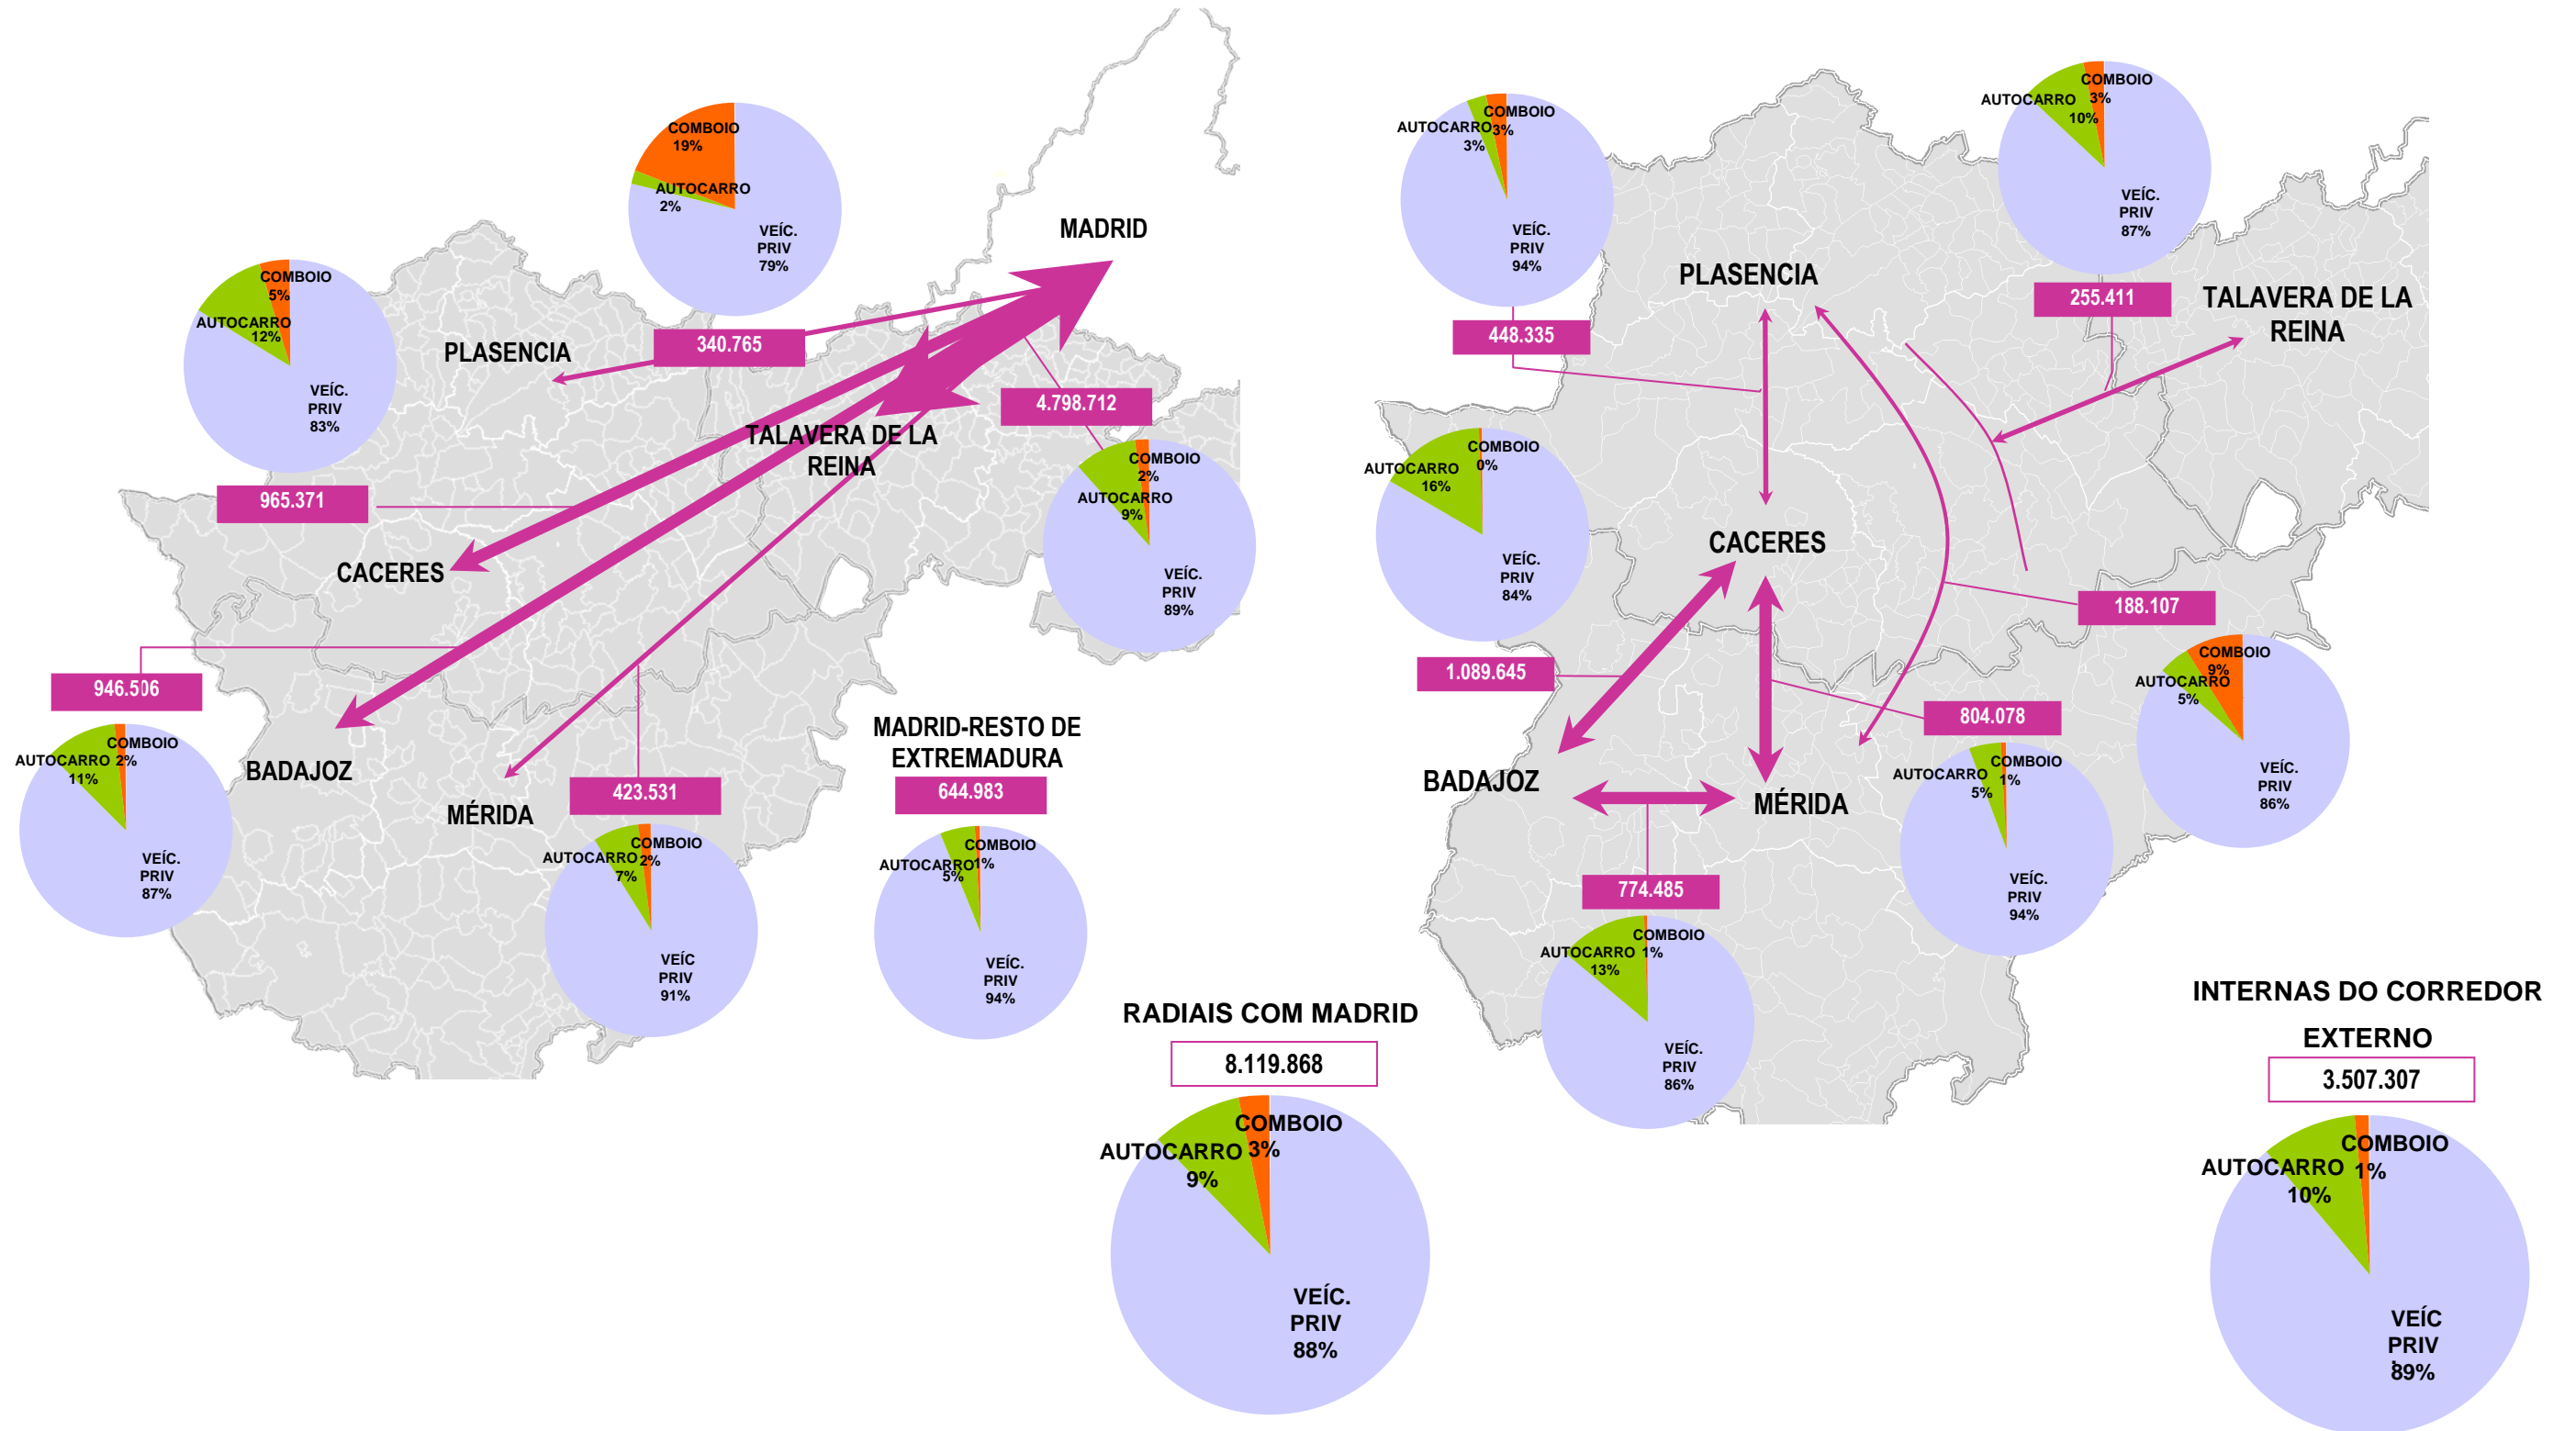 COMBOIO
19%
AUTOCARRO
2%
VEÍC.
PRIV
79%
MADRID
COMBOIO
5%
AUTOCARRO
12%
VEÍC.
PRIV
83%
PLASENCIA
340.765
4.798.712
TALAVERA DE LA
REINA
COMBOIO
2%
AUTOCARRO
9%
VEÍC.
PRIV
89%
965.371
CACERES
946.506
COMBOIO
AUTOCARRO 2%
11%
VEÍC.
PRIV
87%
BADAJOZ
MÉRIDA
423.531
COMBOIO
AUTOCARRO 2%
7%
VEÍC
PRIV
91%
MADRID-RESTO DE
EXTREMADURA
644.983
COMBOIO
AUTOCARRO 1%
5%
VEÍC.
PRIV
94%
RADIAIS COM MADRID
8.119.868
COMBOIO
AUTOCARRO 3%
9%
VEÍC.
PRIV
88%
COMBOIO
AUTOCARRO 3%
3%
VEÍC.
PRIV
94%
448.335
PLASENCIA
COMBOIO
AUTOCARRO 3%
10%
VEÍC.
PRIV
87%
255.411
TALAVERA DE LA
REINA
COMBOIO
AUTOCARRO 0%
16%
VEÍC.
PRIV
84%
CACERES
1.089.645
188.107
COMBOIO
9%
AUTOCARRO
5%
VEÍC.
PRIV
86%
804.078
COMBOIO
AUTOCARRO 1%
5%
VEÍC.
PRIV
94%
BADAJOZ
MÉRIDA
774.485
COMBOIO
AUTOCARRO 1%
13%
VEÍC.
PRIV
86%
INTERNAS DO CORREDOR
EXTERNO
3.507.307
COMBOIO
AUTOCARRO 1%
10%
VEÍC
PRIV
.
89%